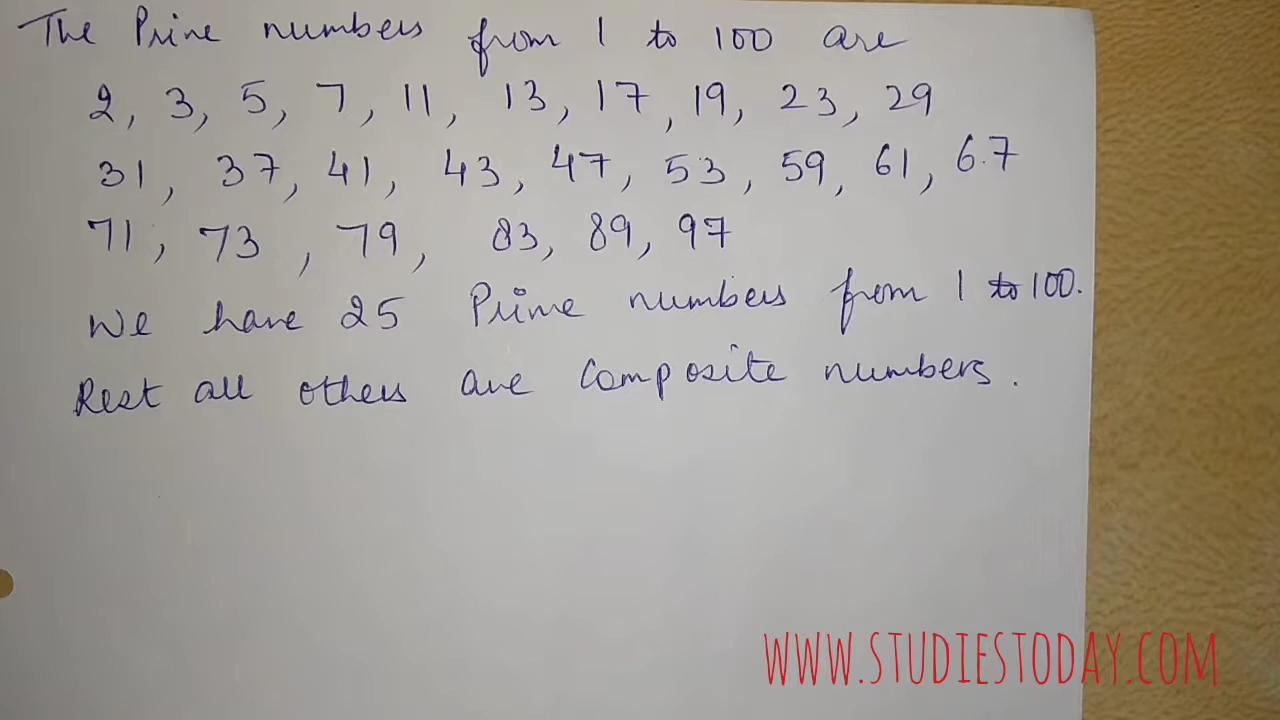 The Prime numbers from 1 to 100 are
2, 3, 5, 7, 11, 13, 17, 19, 23, 29
31, 37, 41, 43, 47, 53, 59, 61, 6.7
71, 73, 79, 83, 89, 97
We have 25 Prime numbers from 1 to 100.
Rest all others are composite numbers.
WWW.STUDIESTODAY.COM